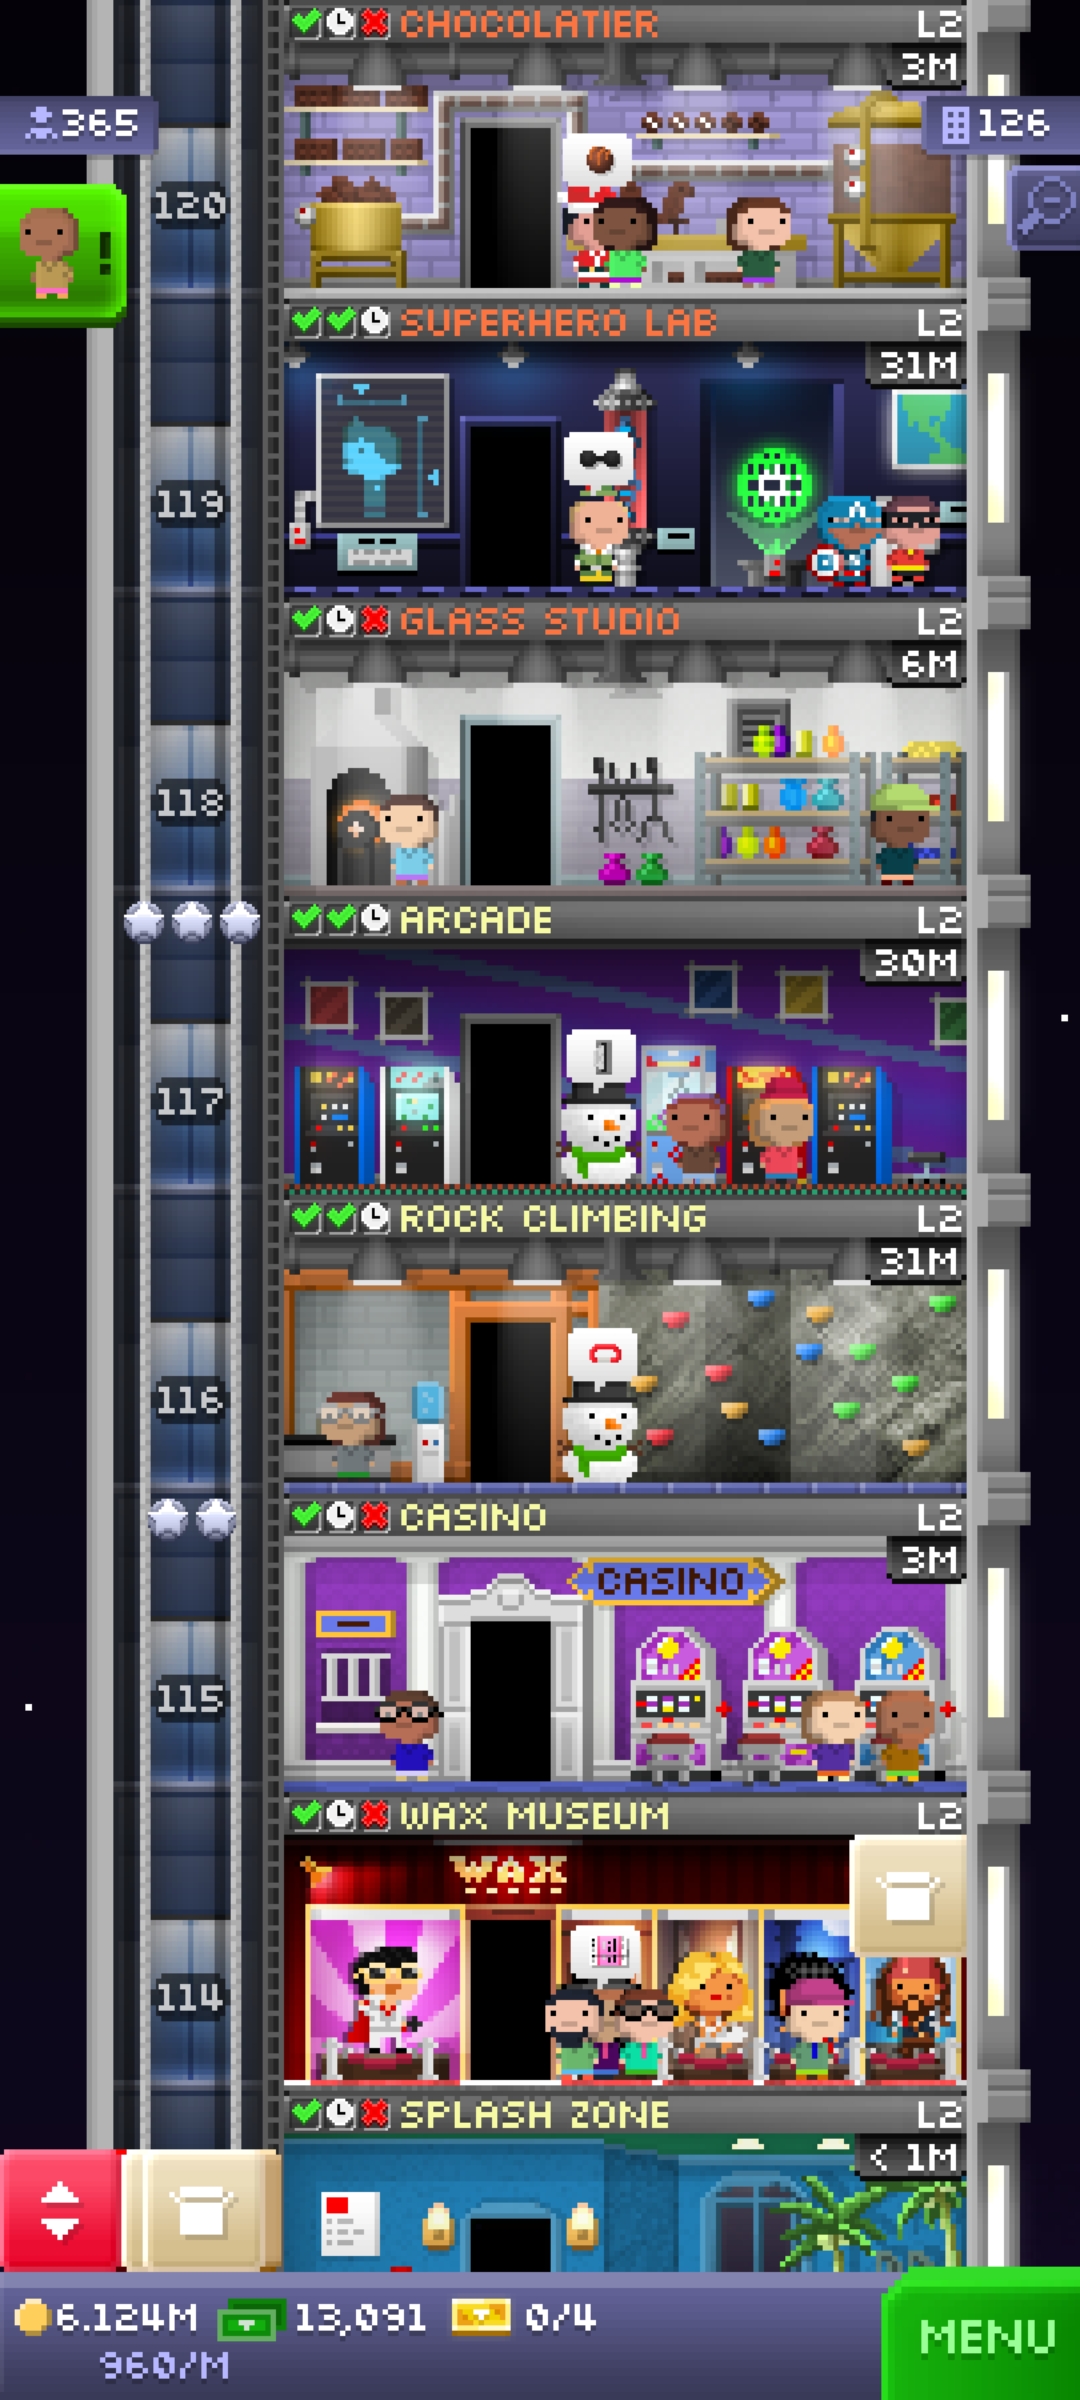 CHOCOLATIER L2
3M
365
126
120
!
SUPERHERO LAB L2
31M
119
GLASS STUDIO L2
6M
118
ARCADE L2
30M
117
ROCK CLIMBING L2
31M
116
CASINO L2
3M
CASINO
115
WAX MUSEUM L2
WAX
114
SPLASH ZONE L2
< 1M
6.124M 13,091 0/4
960/M
MENU